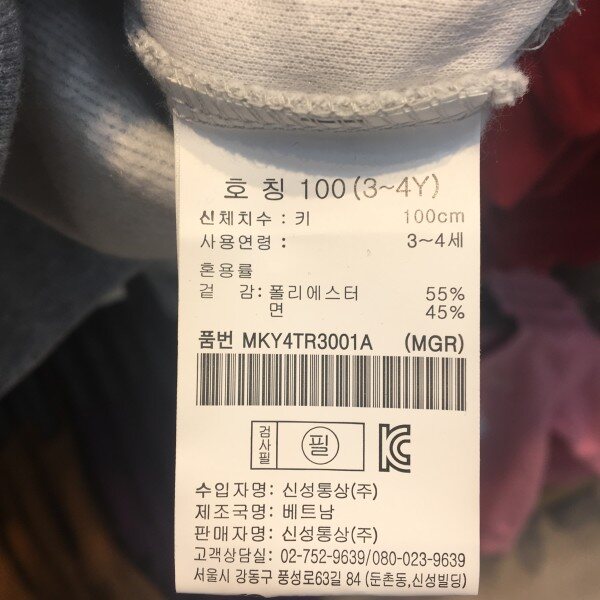 호 칭 100 (3~4Y)
신체치수 : 키 100cm
사용연령 : 3~4세
혼용률
겉 감 : 폴리에스터 55%
면 45%
품번 MKY4TR3001A (MGR)
검사필 필
수입자명: 신성통상(주)
제조국명: 베트남
판매자명: 신성통상(주)
고객상담실: 02-752-9639/080-023-9639
서울시 강동구 풍성로63길 84 (둔촌동,신성빌딩)